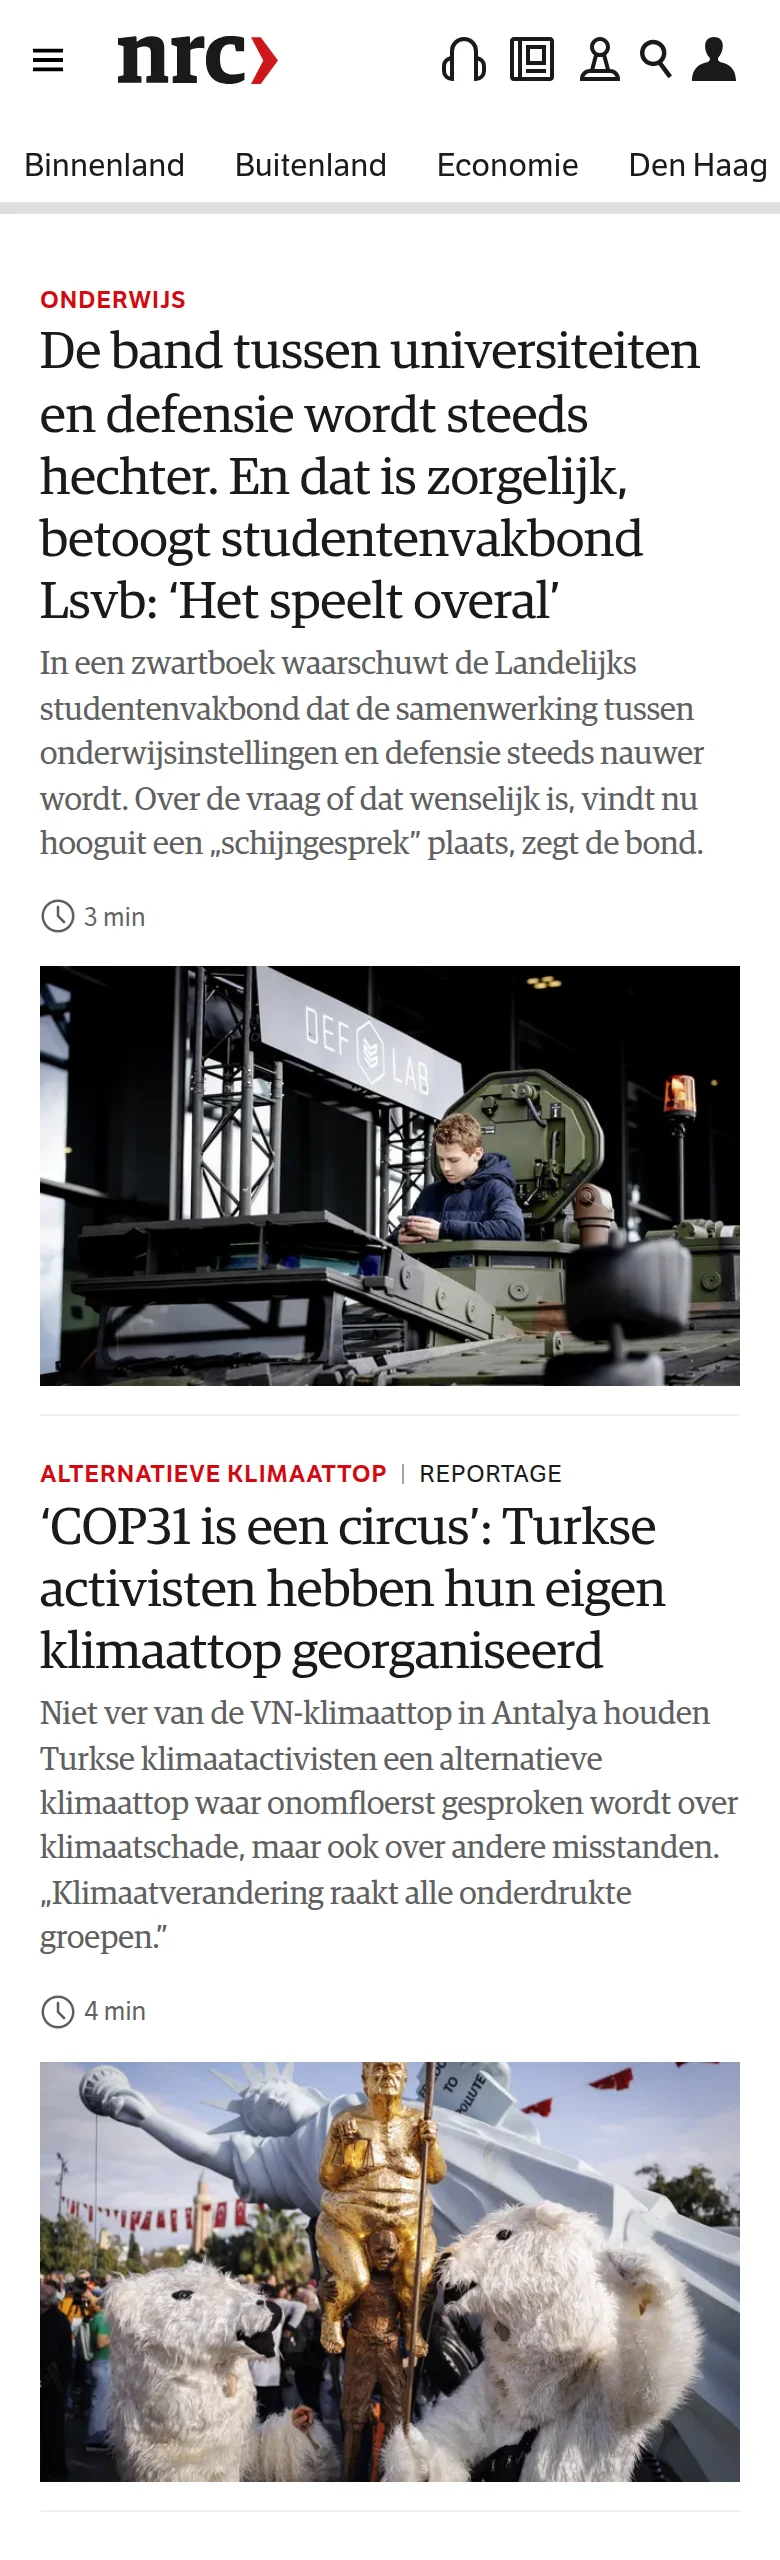 nrc
Binnenland Buitenland Economie Den Haag
ONDERWIJS
De band tussen universiteiten
en defensie wordt steeds
hechter. En dat is zorgelijk,
betoogt studentenvakbond
Lsvb: ‘Het speelt overal’
In een zwartboek waarschuwt de Landelijks
studentenvakbond dat de samenwerking tussen
onderwijsinstellingen en defensie steeds nauwer
wordt. Over de vraag of dat wenselijk is, vindt nu
hooguit een „schijngesprek” plaats, zegt de bond.
3 min
DEF LAB
ALTERNATIEVE KLIMAATTOP | REPORTAGE
‘COP31 is een circus’: Turkse
activisten hebben hun eigen
klimaattop georganiseerd
Niet ver van de VN-klimaattop in Antalya houden
Turkse klimaatactivisten een alternatieve
klimaattop waar onomfloerst gesproken wordt over
klimaatschade, maar ook over andere misstanden.
„Klimaatverandering raakt alle onderdrukte
groepen.”
4 min
TO